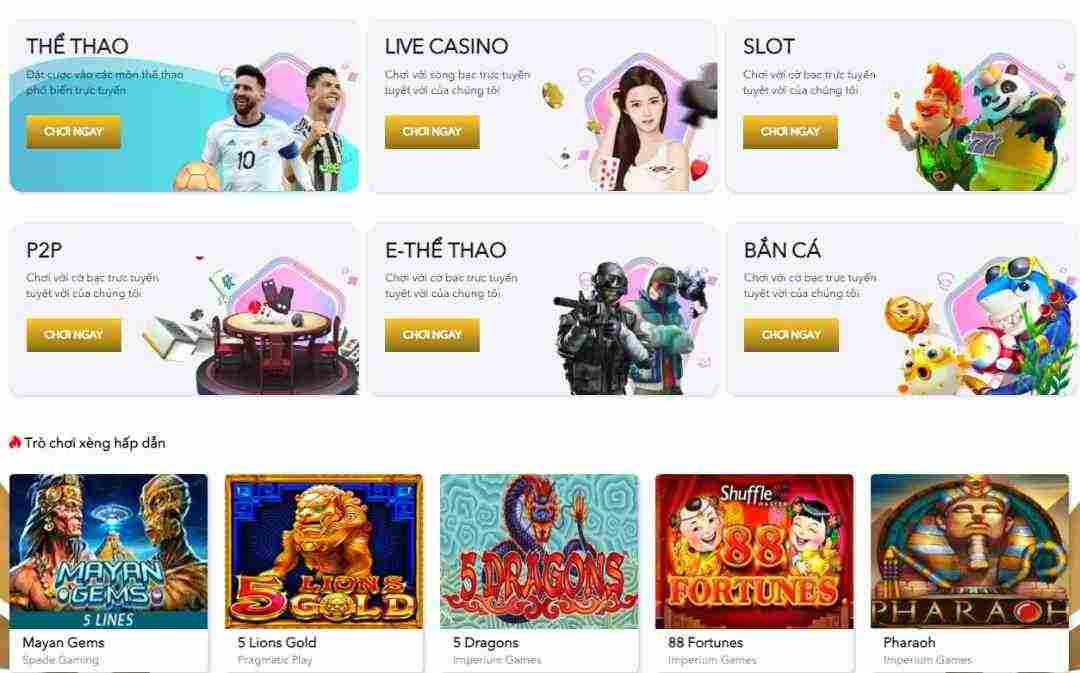 THỂ THAO
Đặt cược vào các môn thể thao
phổ biến trực tuyến
CHƠI NGAY
10
LIVE CASINO
Chơi với sòng bạc trực tuyến
tuyệt vời của chúng tôi
CHƠI NGAY
SLOT
Chơi với cờ bạc trực tuyến
tuyệt vời của chúng tôi
CHƠI NGAY
777
P2P
Chơi với cờ bạc trực tuyến
tuyệt vời của chúng tôi
CHƠI NGAY
E-THỂ THAO
Chơi với cờ bạc trực tuyến
tuyệt vời của chúng tôi
CHƠI NGAY
BẮN CÁ
Chơi với cờ bạc trực tuyến
tuyệt vời của chúng tôi
CHƠI NGAY
Trò chơi xèng hấp dẫn
MAYAN
GEMS
5 LINES
Mayan Gems
Spade Gaming
5 LIONS
GOLD
5 Lions Gold
Pragmatic Play
5 DRAGONS
5 Dragons
Imperium Games
Shuffle
MASTER
88
FORTUNES
88 Fortunes
Imperium Games
PHARAOH
Pharaoh
Imperium Games